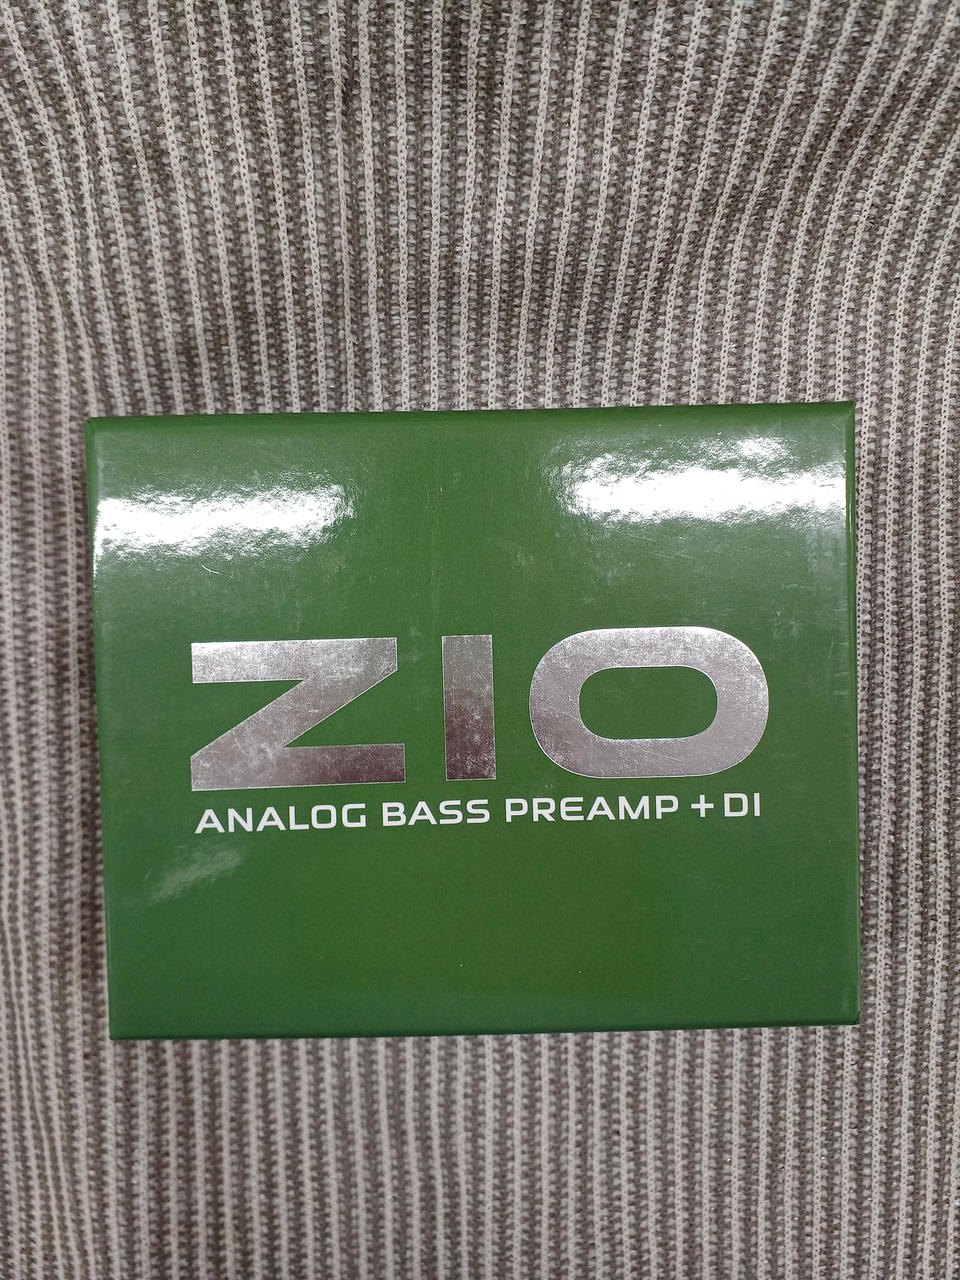 ZIO
ANALOG BASS PREAMP + DI